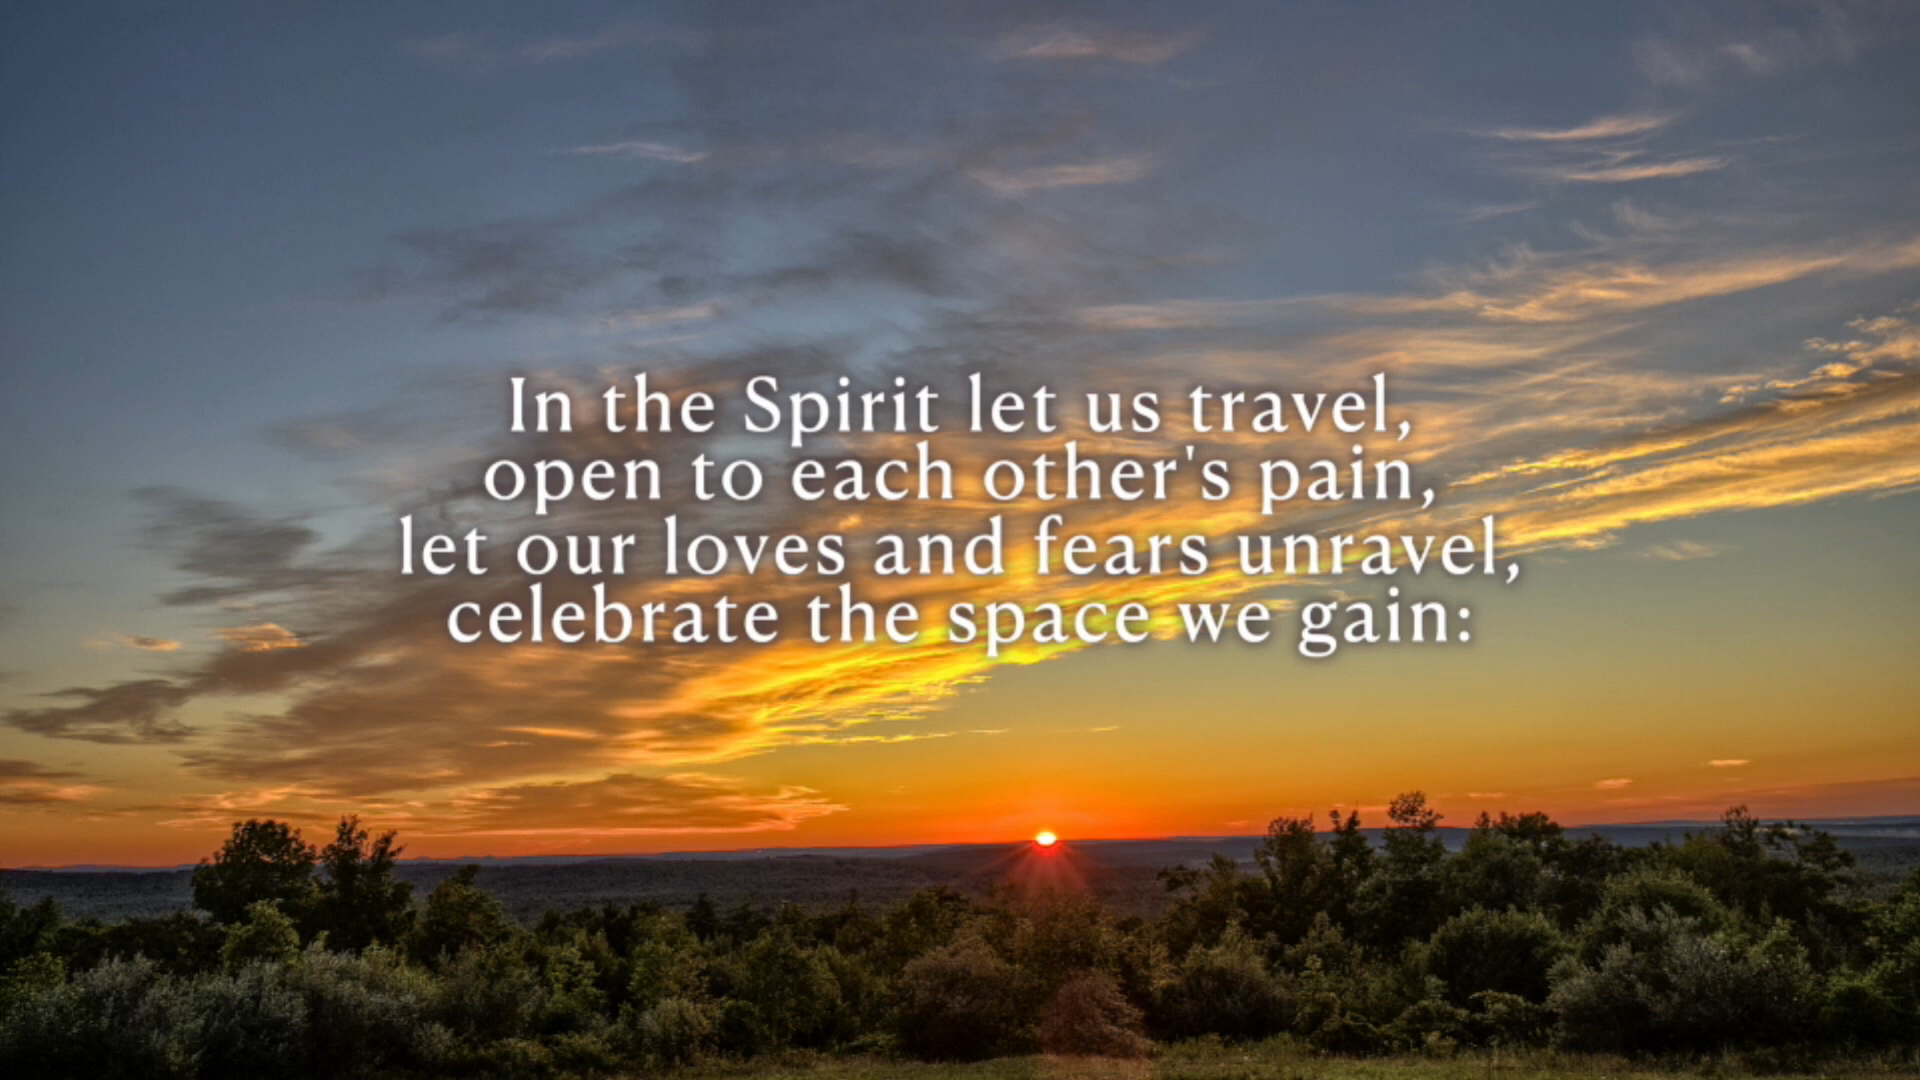 In the Spirit let us travel,
open to each other's pain,
let our loves and fears unravel,
celebrate the space we gain: